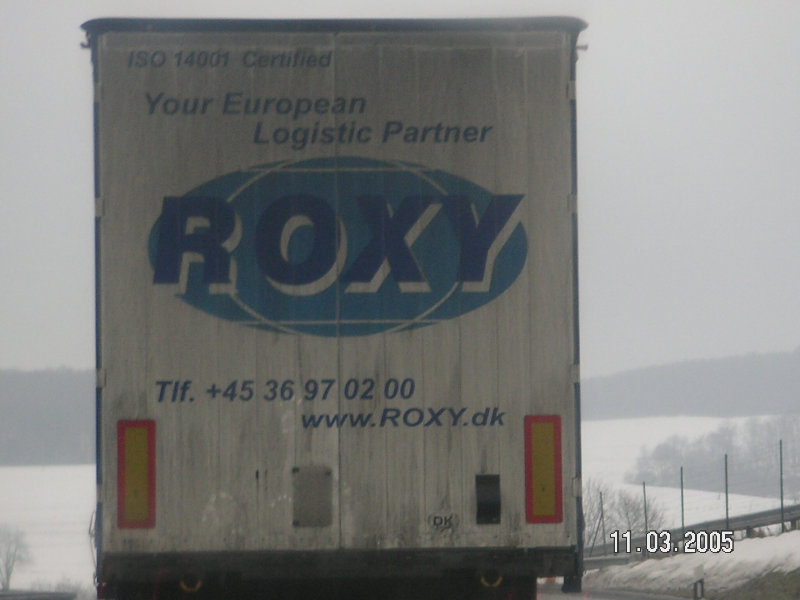 ISO 14001 Certified
Your European
Logistic Partner
ROXY
Tlf. +45 36 97 02 00
www.ROXY.dk
DK
11.03.2005